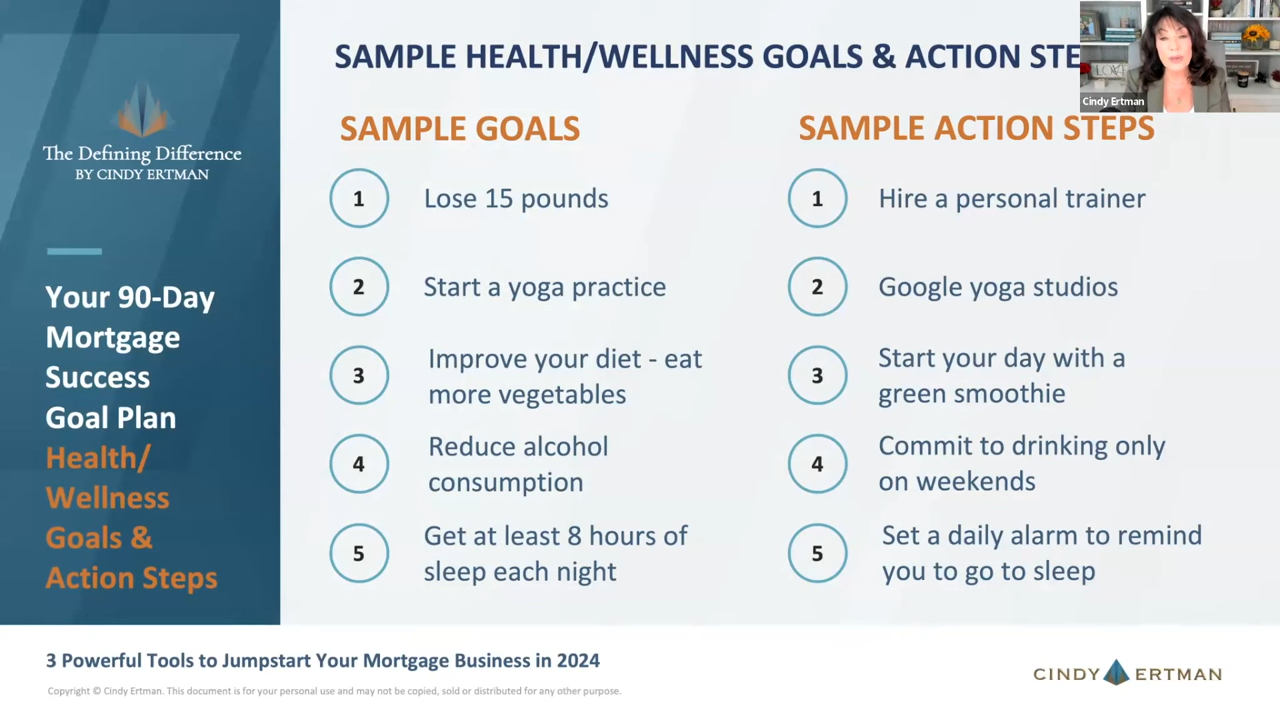 SAMPLE HEALTH/WELLNESS GOALS & ACTION STE
Cindy Ertman
The Defining Difference
BY CINDY ERTMAN
Your 90-Day
Mortgage
Success
Goal Plan
Health/
Wellness
Goals &
Action Steps
SAMPLE GOALS
1 Lose 15 pounds
2 Start a yoga practice
3 Improve your diet - eat
more vegetables
4 Reduce alcohol
consumption
5 Get at least 8 hours of
sleep each night
SAMPLE ACTION STEPS
1 Hire a personal trainer
2 Google yoga studios
3 Start your day with a
green smoothie
4 Commit to drinking only
on weekends
5 Set a daily alarm to remind
you to go to sleep
3 Powerful Tools to Jumpstart Your Mortgage Business in 2024
Copyright © Cindy Ertman. This document is for your personal use and may not be copied, sold or distributed for any other purpose.
CINDY ERTMAN